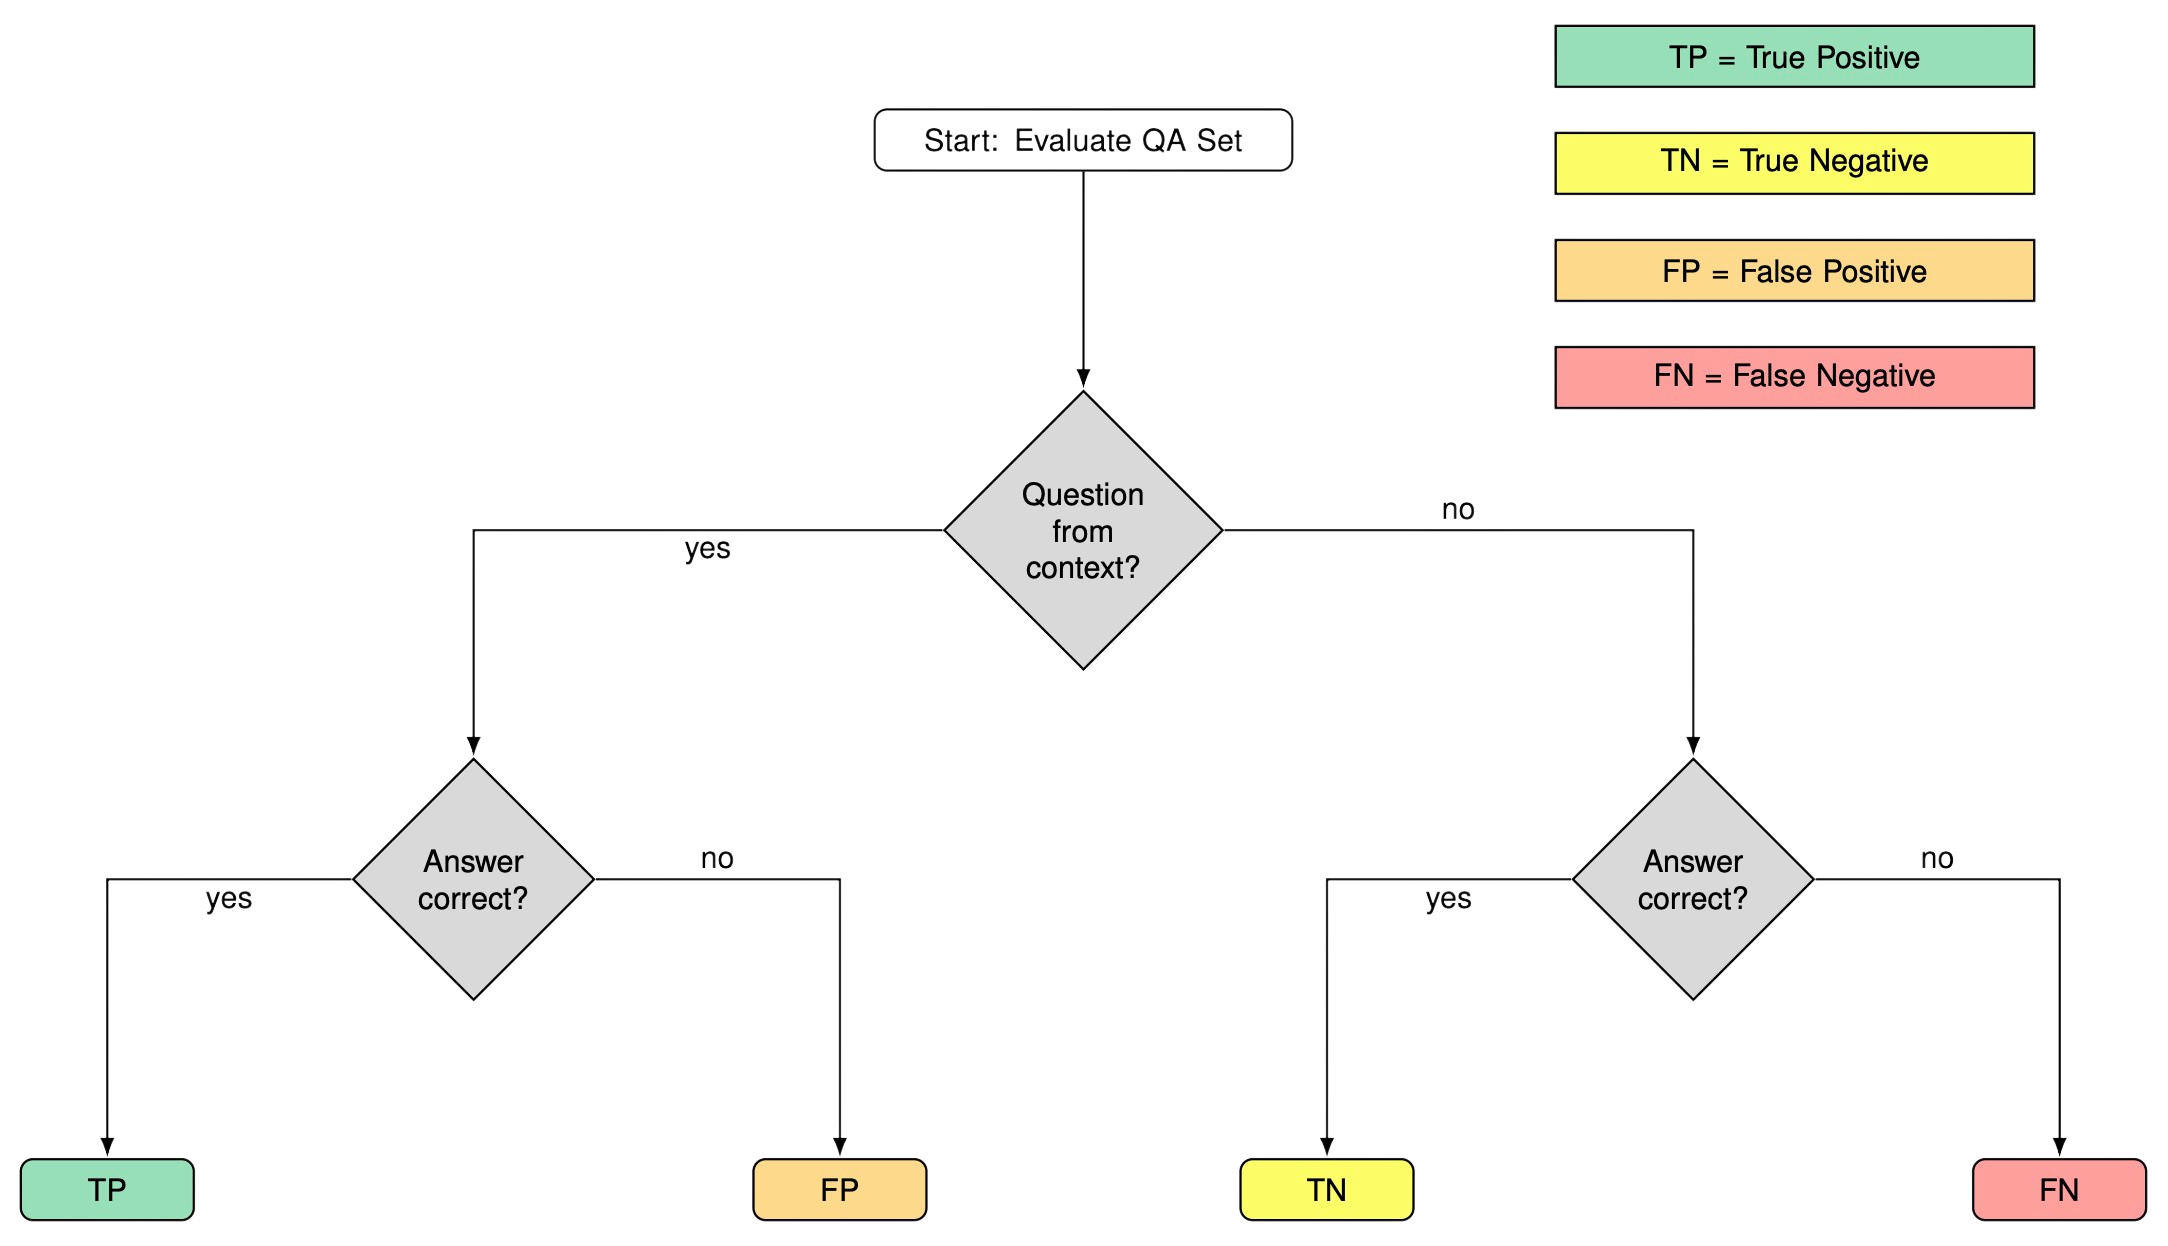 TP = True Positive
Start: Evaluate QA Set
TN = True Negative
FP = False Positive
FN = False Negative
Question
from
context?
yes
no
Answer
correct?
yes
no
Answer
correct?
yes
no
TP
FP
TN
FN